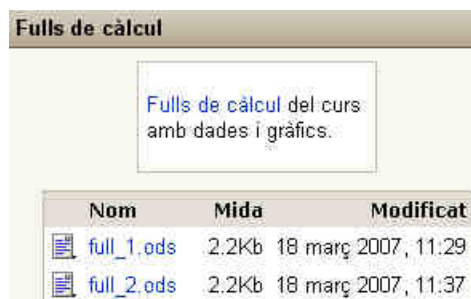 Fulls de càlcul
Fulls de càlcul del curs
amb dades i gràfics.
Nom Mida Modificat
full_1.ods 2.2Kb 18 març 2007, 11:29
full_2.ods 2.2Kb 18 març 2007, 11:37